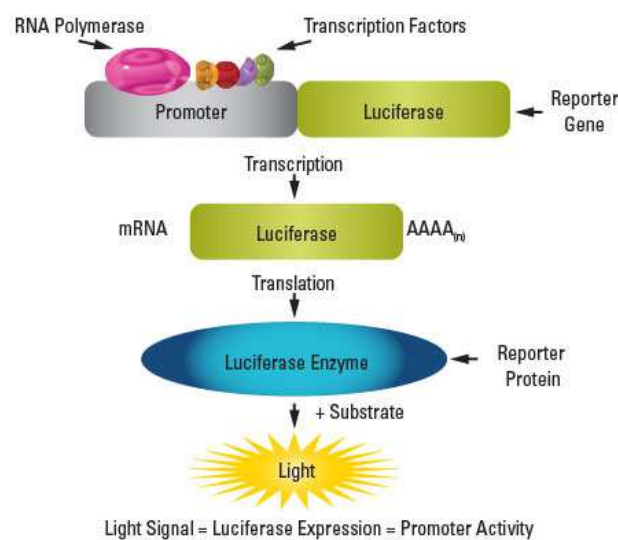 RNA Polymerase
Transcription Factors
Promoter
Luciferase
Reporter
Gene
Transcription
mRNA
Luciferase
AAAA(n)
Translation
Luciferase Enzyme
Reporter
Protein
+ Substrate
Light
Light Signal = Luciferase Expression = Promoter Activity